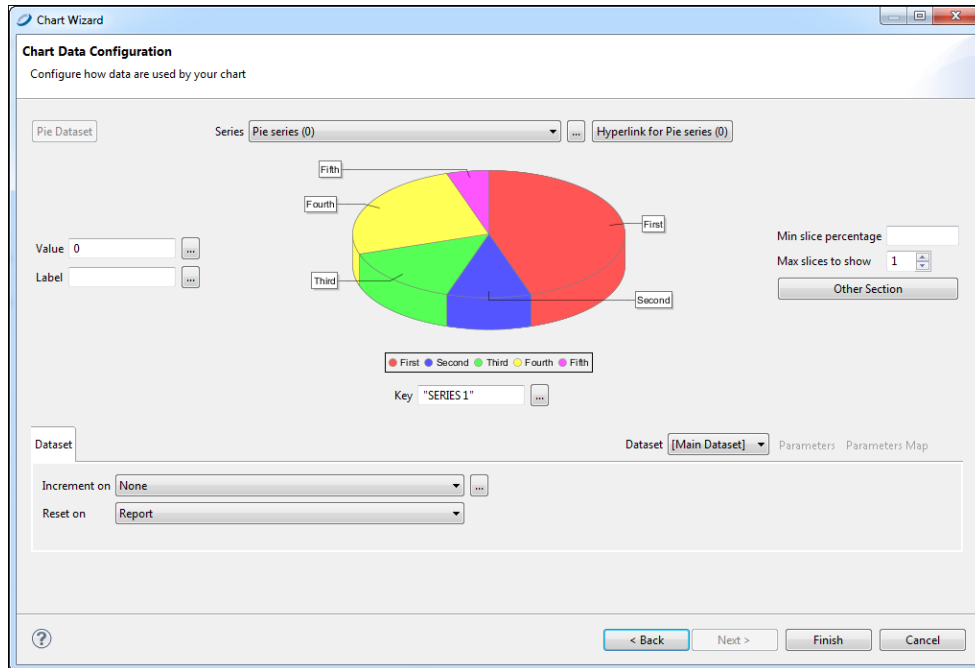 Chart Wizard
Chart Data Configuration
Configure how data are used by your chart
Pie Dataset
Series Pie series (0) ... Hyperlink for Pie series (0)
Fifth
Fourth
First
Third
Second
Value 0 ...
Label ...
Min slice percentage
Max slices to show 1
Other Section
First Second Third Fourth Fifth
Key "SERIES 1" ...
Dataset
Dataset [Main Dataset] Parameters Parameters Map
Increment on None ...
Reset on Report
?
< Back Next > Finish Cancel